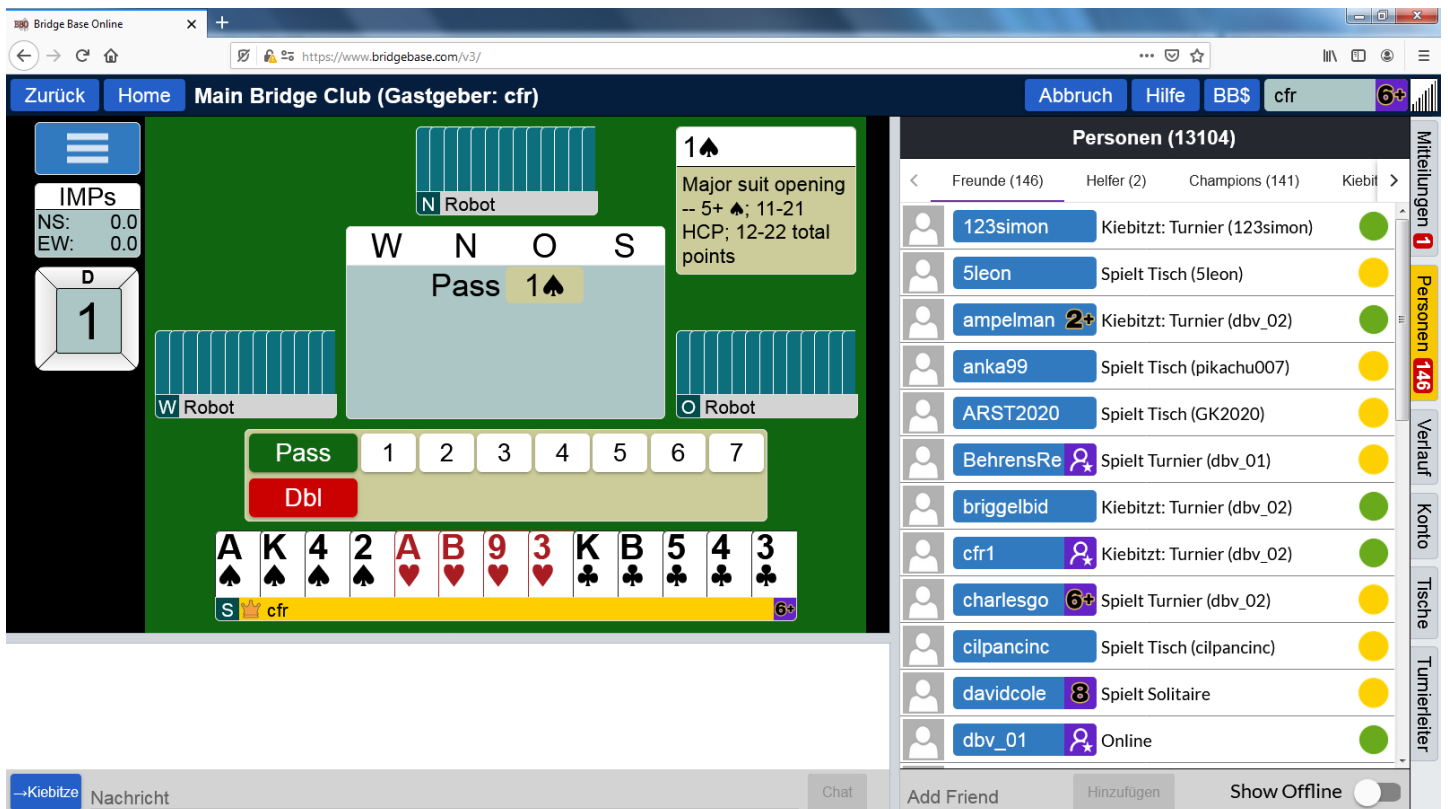 Bridge Base Online
https://www.bridgebase.com/v3/
Zurück Home Main Bridge Club (Gastgeber: cfr) Abbruch Hilfe BB$ cfr 6+
IMPs
NS: 0.0
EW: 0.0
D
1
N Robot
W N O S
Pass 1♠
1♠
Major suit opening
-- 5+ ♠; 11-21
HCP; 12-22 total
points
W Robot
O Robot
Pass 1 2 3 4 5 6 7
Dbl
A K 4 2 A B 9 3 K B 5 4 3
♠ ♠ ♠ ♠ ♥ ♥ ♥ ♥ ♣ ♣ ♣ ♣ ♣
S cfr 6+
→Kiebitze Nachricht Chat
Personen (13104)
< Freunde (146) Helfer (2) Champions (141) Kiebit >
123simon Kiebitzt: Turnier (123simon)
5leon Spielt Tisch (5leon)
ampelman 2+ Kiebitzt: Turnier (dbv_02)
anka99 Spielt Tisch (pikachu007)
ARST2020 Spielt Tisch (GK2020)
BehrensRe Spielt Turnier (dbv_01)
briggelbid Kiebitzt: Turnier (dbv_02)
cfr1 Kiebitzt: Turnier (dbv_02)
charlesgo 6+ Spielt Turnier (dbv_02)
cilpancinc Spielt Tisch (cilpancinc)
davidcole 8 Spielt Solitaire
dbv_01 Online
Add Friend Hinzufügen Show Offline
Mitteilungen 1
Personen 146
Verlauf
Konto
Tische
Turnierleiter